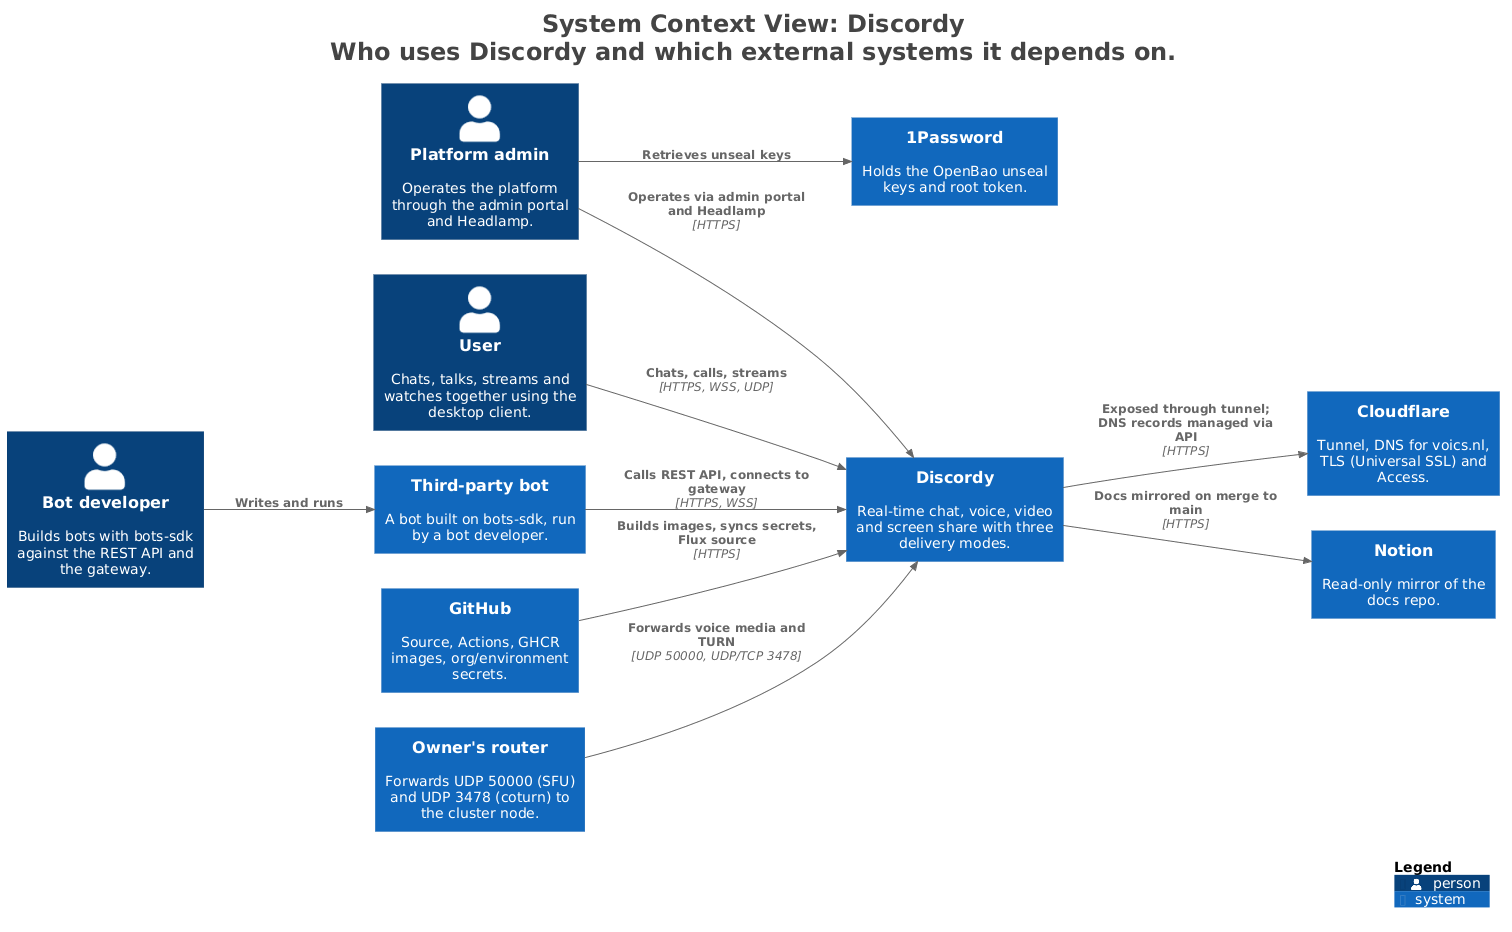 System Context View: Discordy
Who uses Discordy and which external systems it depends on.
Platform admin
Operates the platform
through the admin portal
and Headlamp.
Retrieves unseal keys
1Password
Holds the OpenBao unseal
keys and root token.
Operates via admin portal
and Headlamp
[HTTPS]
User
Chats, talks, streams and
watches together using the
desktop client.
Chats, calls, streams
[HTTPS, WSS, UDP]
Bot developer
Builds bots with bots-sdk
against the REST API and
the gateway.
Writes and runs
Third-party bot
A bot built on bots-sdk, run
by a bot developer.
Calls REST API, connects to
gateway
[HTTPS, WSS]
Builds images, syncs secrets,
Flux source
[HTTPS]
Discordy
Real-time chat, voice, video
and screen share with three
delivery modes.
Exposed through tunnel;
DNS records managed via
API
[HTTPS]
Cloudflare
Tunnel, DNS for voics.nl,
TLS (Universal SSL) and
Access.
Docs mirrored on merge to
main
[HTTPS]
Notion
Read-only mirror of the
docs repo.
GitHub
Source, Actions, GHCR
images, org/environment
secrets.
Forwards voice media and
TURN
[UDP 50000, UDP/TCP 3478]
Owner's router
Forwards UDP 50000 (SFU)
and UDP 3478 (coturn) to
the cluster node.
Legend
person
system